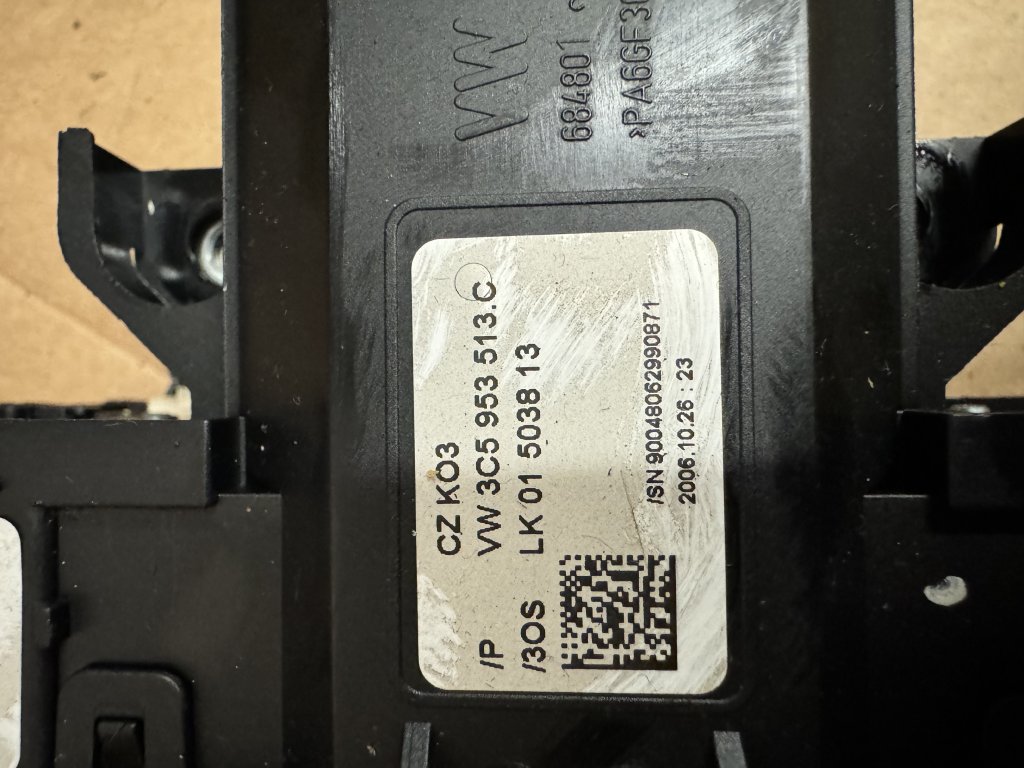 VW
684801
>PA6GF30
CZ KO3
/P VW 3C5 953 513.C
/3OS LK 01 5038 13
/SN 90048062990871
2006.10.26 : 23